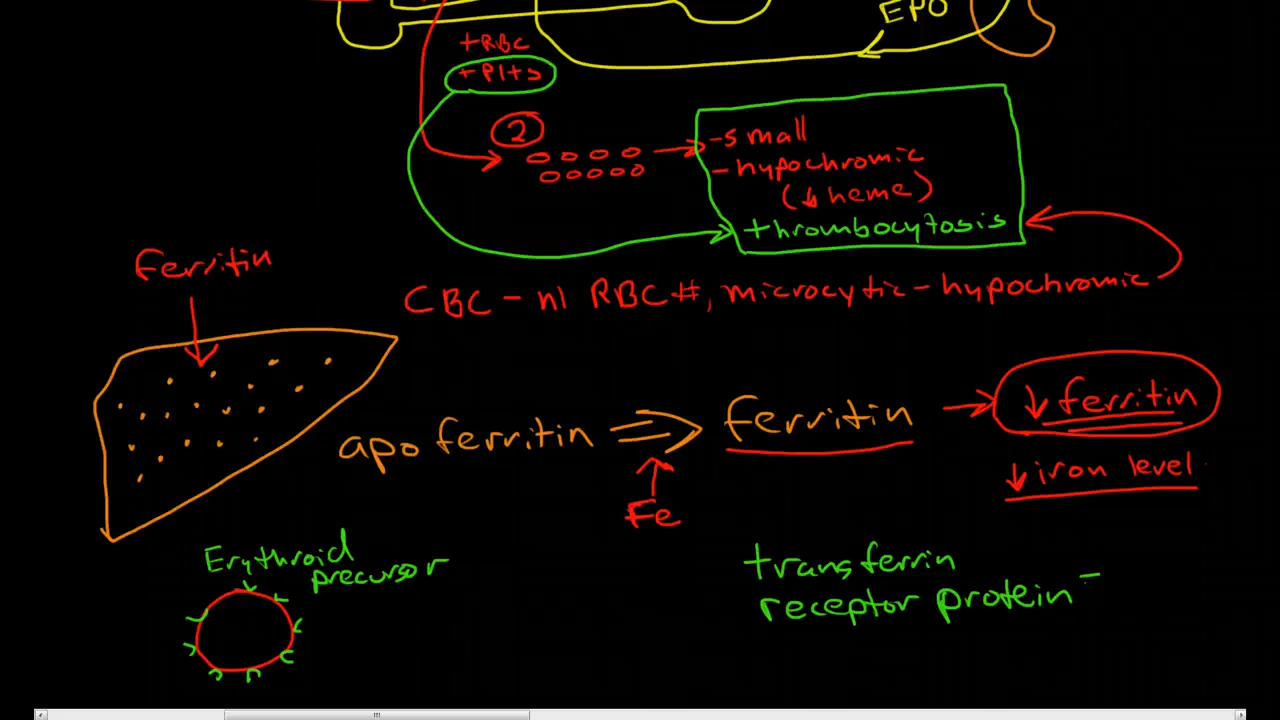 EPO
+RBC
+Plts
2
-small
-hypochromic
(↓heme)
+thrombocytosis
ferritin
CBC - nl RBC#, microcytic-hypochromic
apoferritin ⇒ ferritin → ↓ferritin
↓iron level
Fe
Erythroid
precursor
transferrin
receptor protein -